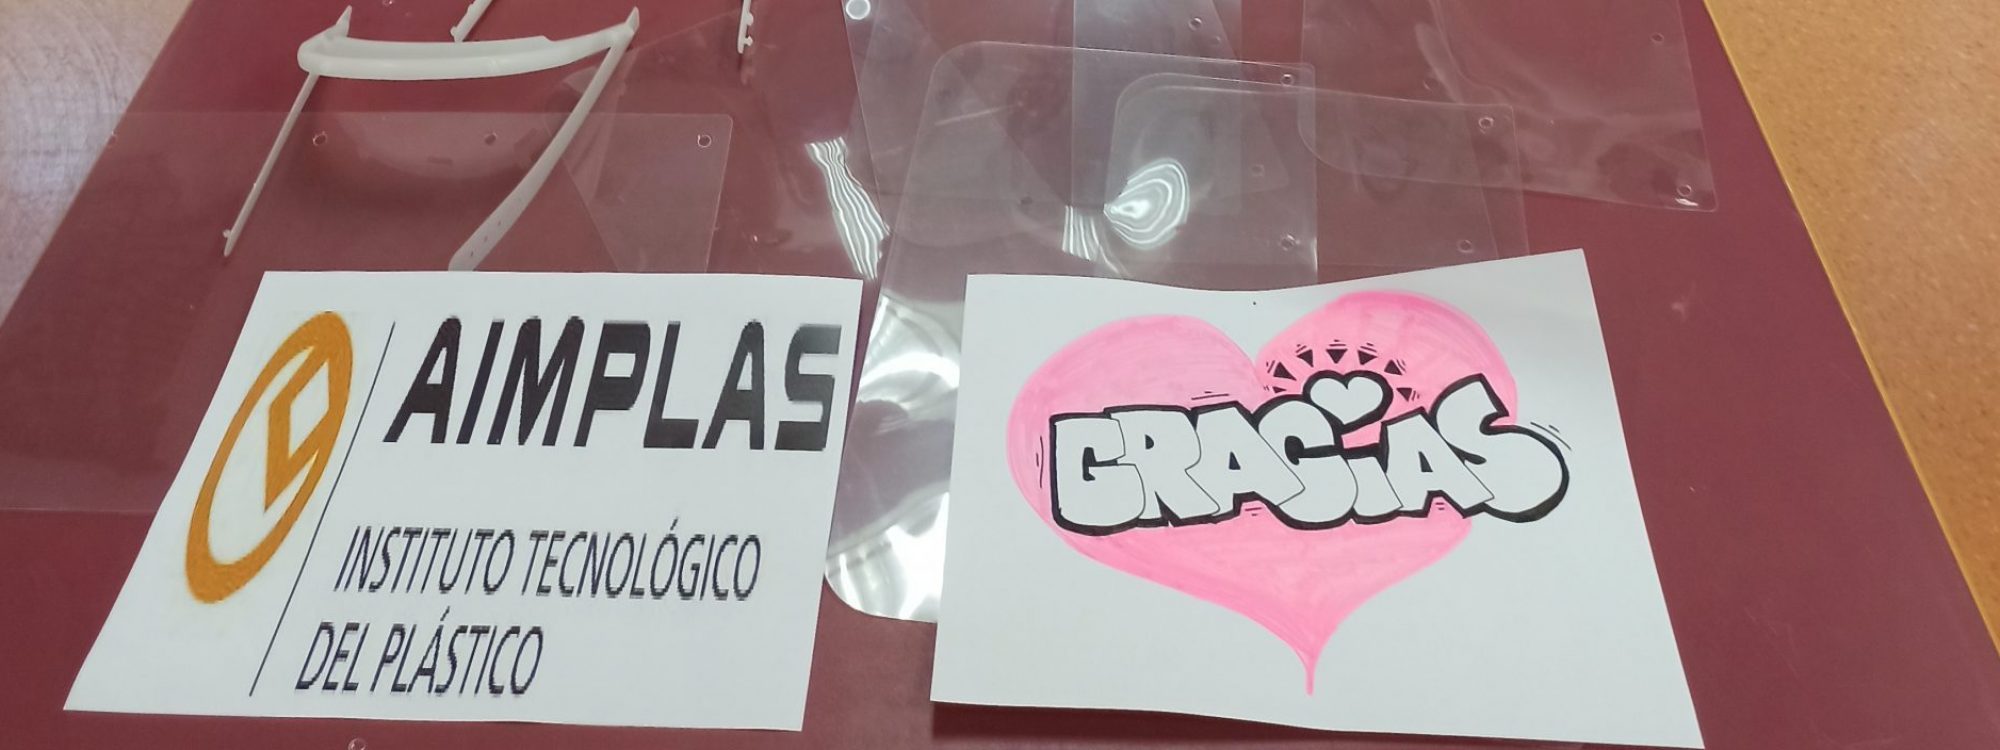 AIMPLAS
INSTITUTO TECNOLÓGICO
DEL PLÁSTICO
GRACiAS